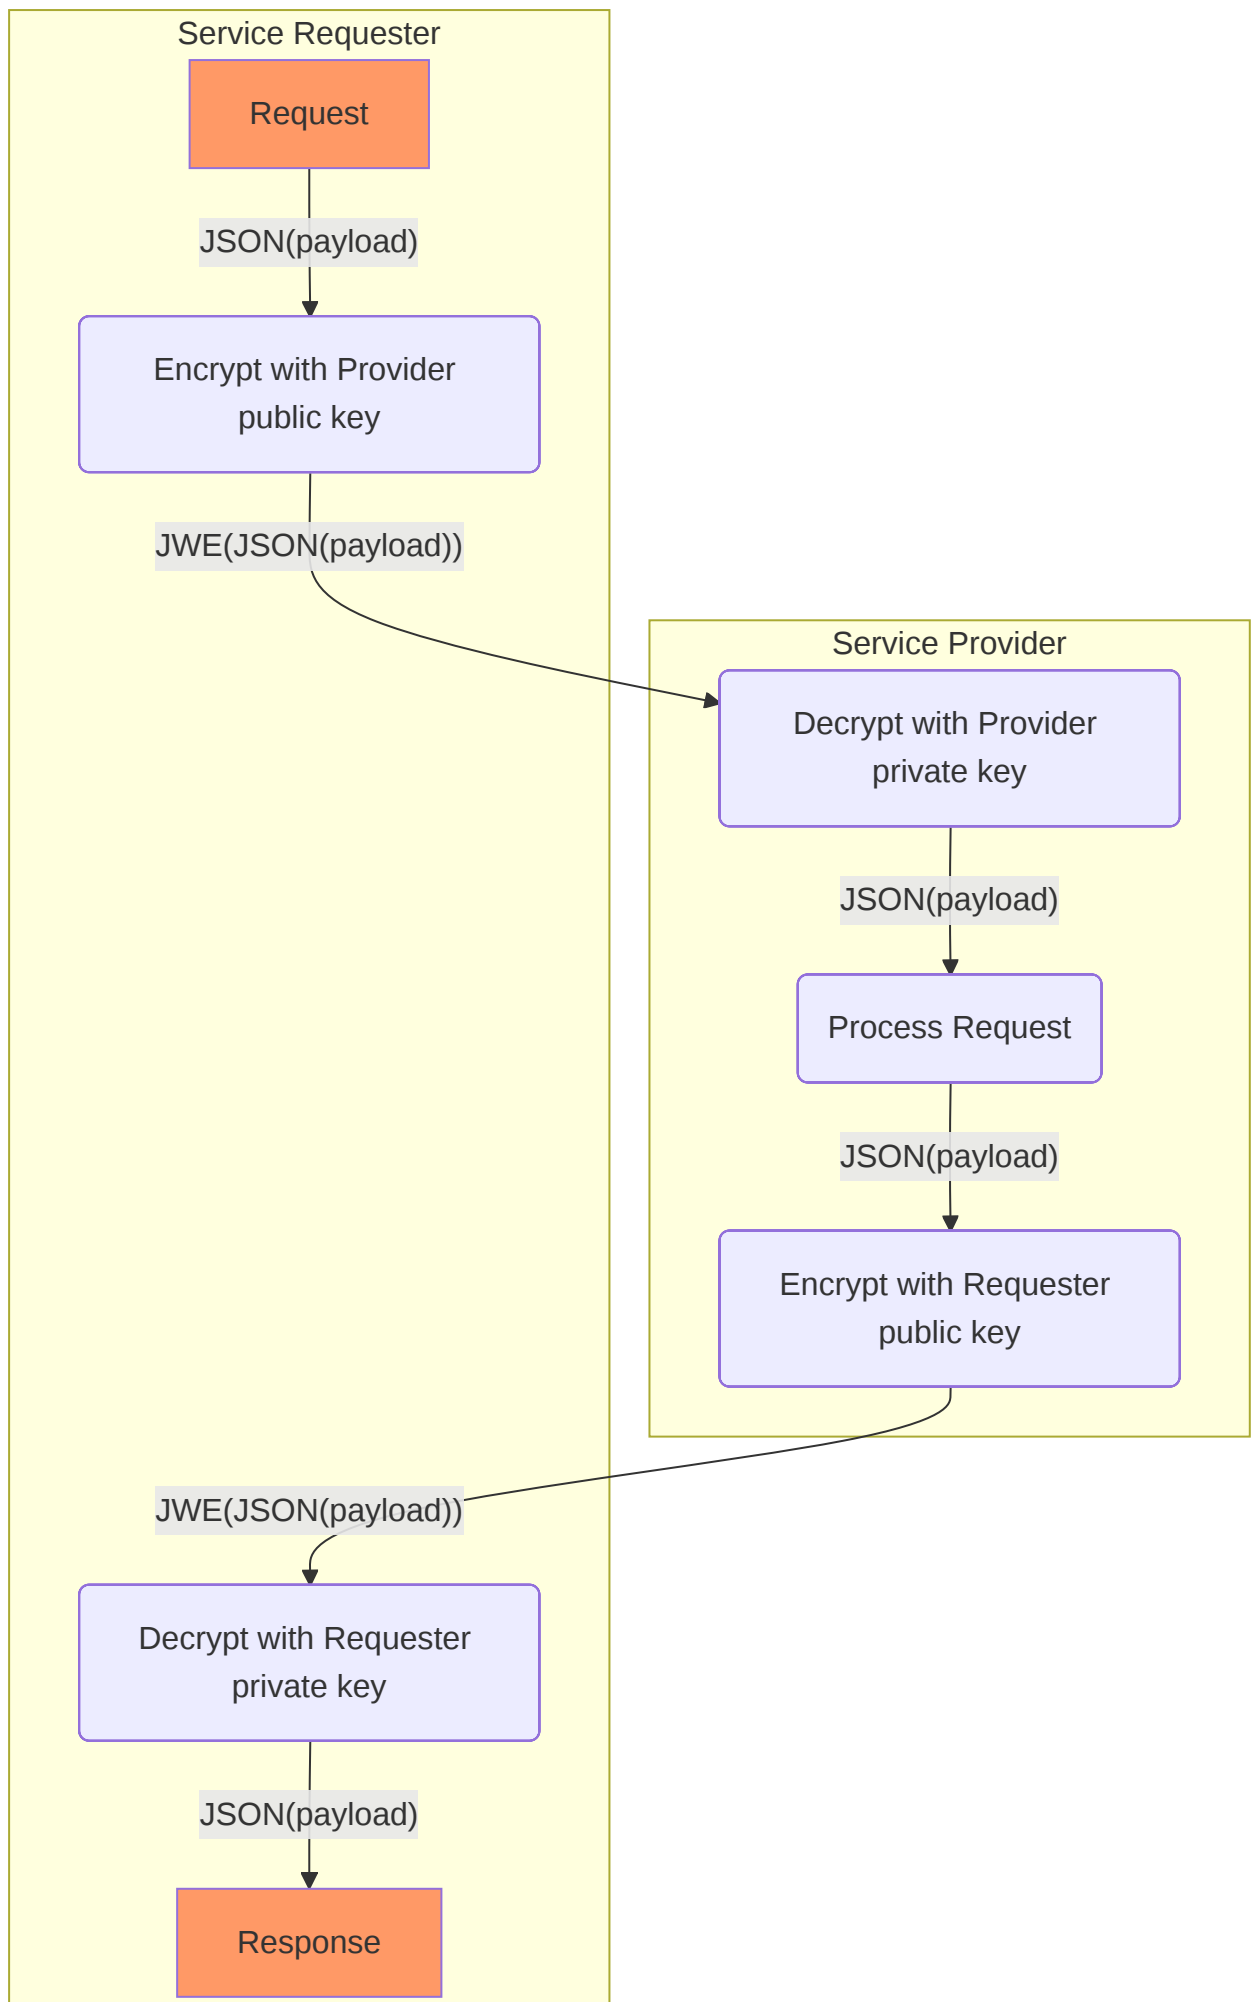 Service Requester
Request
JSON(payload)
Encrypt with Provider
public key
JWE(JSON(payload))
Service Provider
Decrypt with Provider
private key
JSON(payload)
Process Request
JSON(payload)
Encrypt with Requester
public key
JWE(JSON(payload))
Decrypt with Requester
private key
JSON(payload)
Response